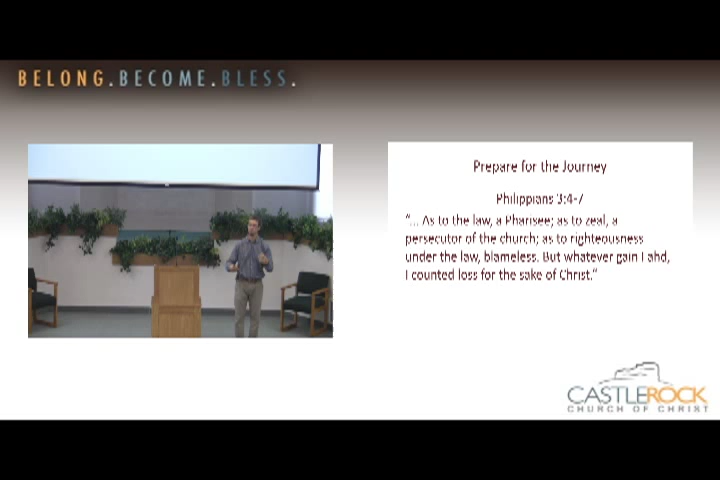 BELONG.BECOME.BLESS.
Prepare for the Journey
Philippians 3:4-7
"... As to the law, a Pharisee; as to zeal, a
persecutor of the church; as to righteousness
under the law, blameless. But whatever gain I ahd,
I counted loss for the sake of Christ."
CASTLEROCK
CHURCH OF CHRIST